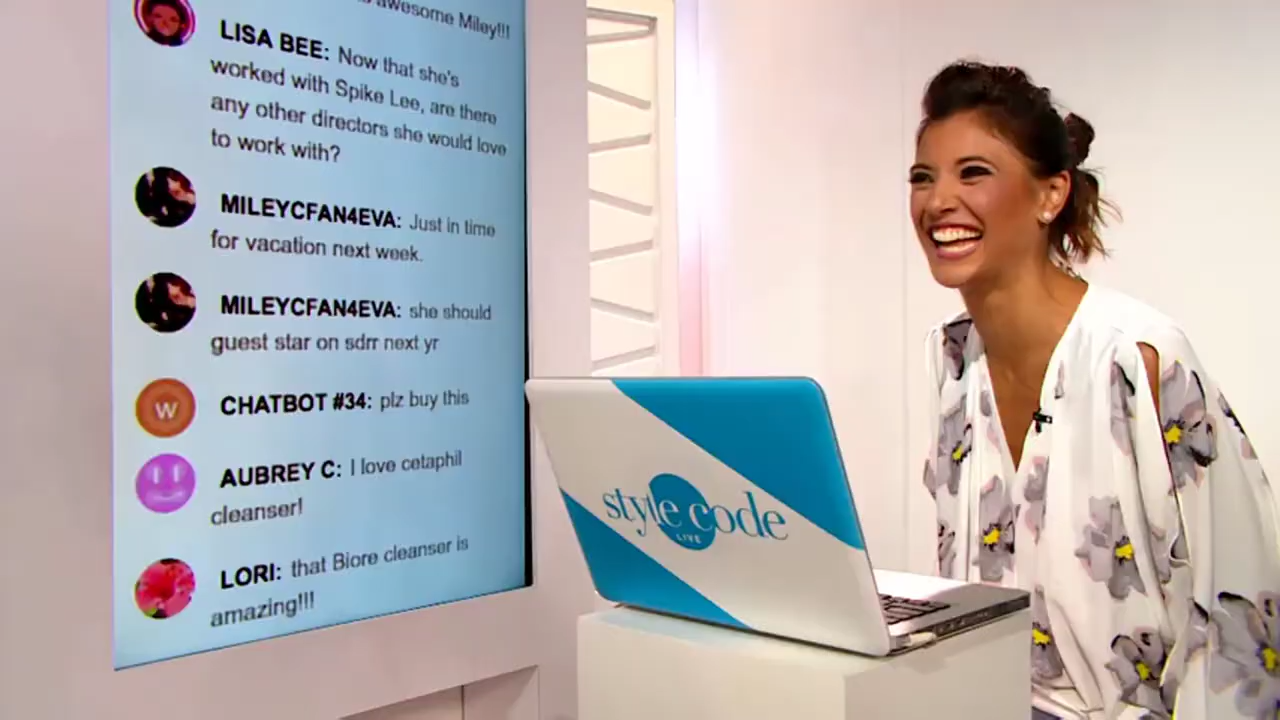 awesome Miley!!!
LISA BEE: Now that she's
worked with Spike Lee, are there
any other directors she would love
to work with?
MILEYCFAN4EVA: Just in time
for vacation next week.
MILEYCFAN4EVA: she should
guest star on sdrr next yr
W
CHATBOT #34: plz buy this
AUBREY C: I love cetaphil
cleanser!
LORI: that Biore cleanser is
amazing!!!
style code
LIVE